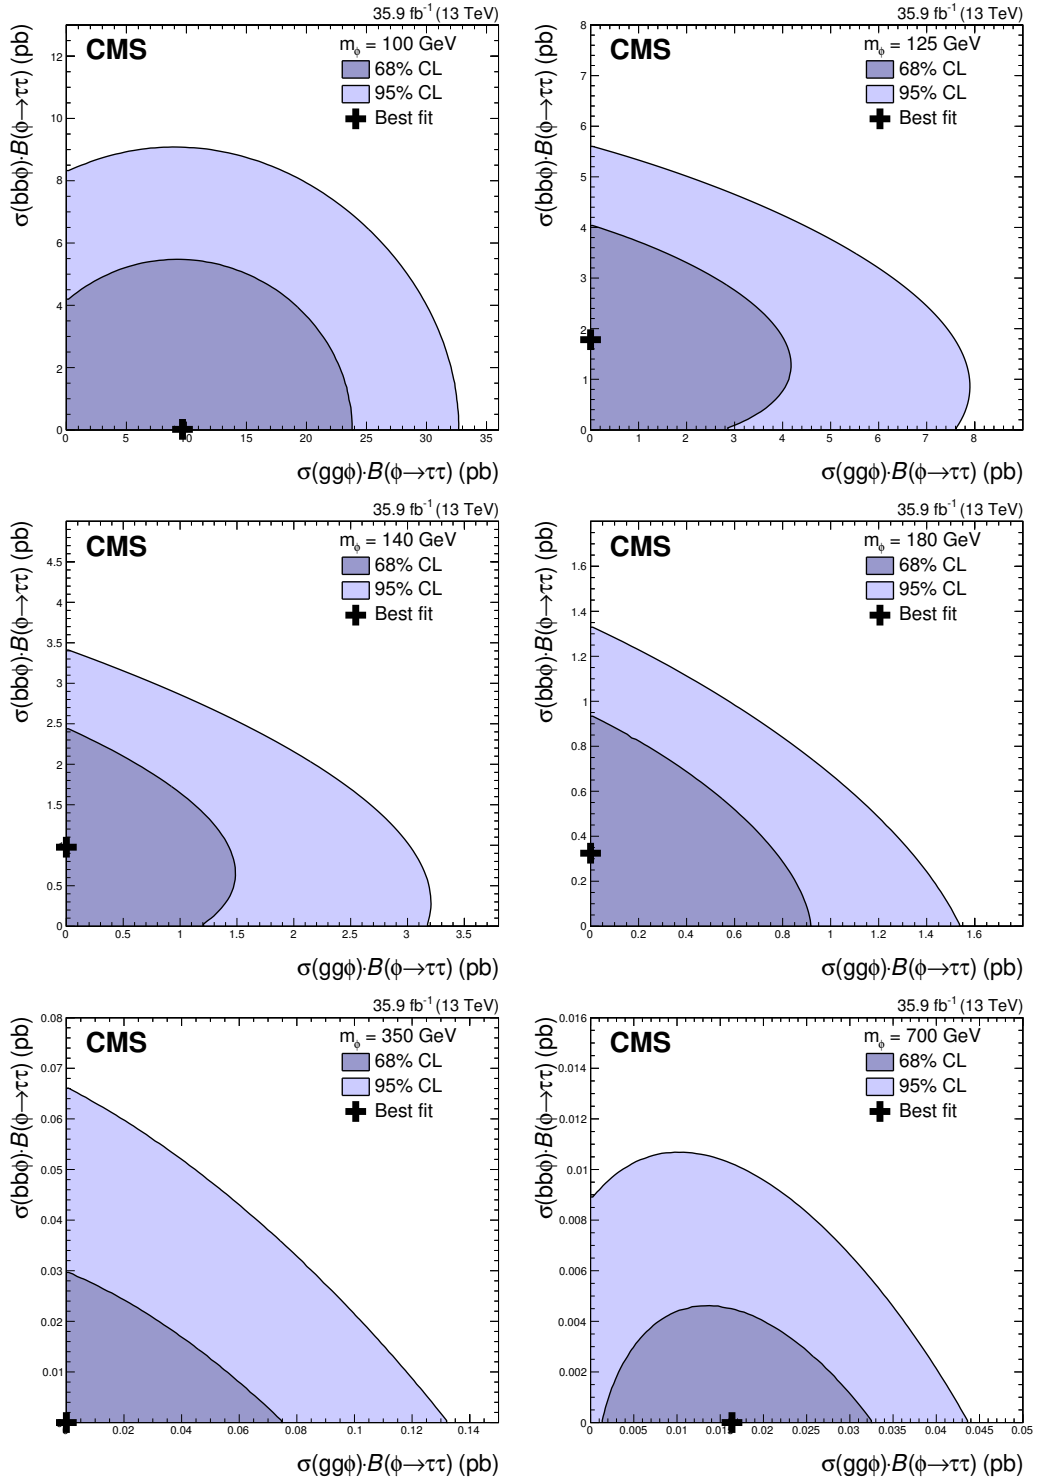 35.9 fb⁻¹ (13 TeV)
CMS
m_ϕ = 100 GeV
68% CL
95% CL
Best fit
σ(bbϕ)·B(ϕ→ττ) (pb)
12
10
8
6
4
2
0
0 5 10 15 20 25 30 35
σ(ggϕ)·B(ϕ→ττ) (pb)
35.9 fb⁻¹ (13 TeV)
CMS
m_ϕ = 125 GeV
68% CL
95% CL
Best fit
σ(bbϕ)·B(ϕ→ττ) (pb)
8
7
6
5
4
3
2
1
0
0 1 2 3 4 5 6 7 8
σ(ggϕ)·B(ϕ→ττ) (pb)
35.9 fb⁻¹ (13 TeV)
CMS
m_ϕ = 140 GeV
68% CL
95% CL
Best fit
σ(bbϕ)·B(ϕ→ττ) (pb)
4.5
4
3.5
3
2.5
2
1.5
1
0.5
0
0 0.5 1 1.5 2 2.5 3 3.5
σ(ggϕ)·B(ϕ→ττ) (pb)
35.9 fb⁻¹ (13 TeV)
CMS
m_ϕ = 180 GeV
68% CL
95% CL
Best fit
σ(bbϕ)·B(ϕ→ττ) (pb)
1.6
1.4
1.2
1
0.8
0.6
0.4
0.2
0
0 0.2 0.4 0.6 0.8 1 1.2 1.4 1.6
σ(ggϕ)·B(ϕ→ττ) (pb)
35.9 fb⁻¹ (13 TeV)
CMS
m_ϕ = 350 GeV
68% CL
95% CL
Best fit
σ(bbϕ)·B(ϕ→ττ) (pb)
0.08
0.07
0.06
0.05
0.04
0.03
0.02
0.01
0.02 0.04 0.06 0.08 0.1 0.12 0.14
σ(ggϕ)·B(ϕ→ττ) (pb)
35.9 fb⁻¹ (13 TeV)
CMS
m_ϕ = 700 GeV
68% CL
95% CL
Best fit
σ(bbϕ)·B(ϕ→ττ) (pb)
0.016
0.014
0.012
0.01
0.008
0.006
0.004
0.002
0
0 0.005 0.01 0.015 0.02 0.025 0.03 0.035 0.04 0.045 0.05
σ(ggϕ)·B(ϕ→ττ) (pb)